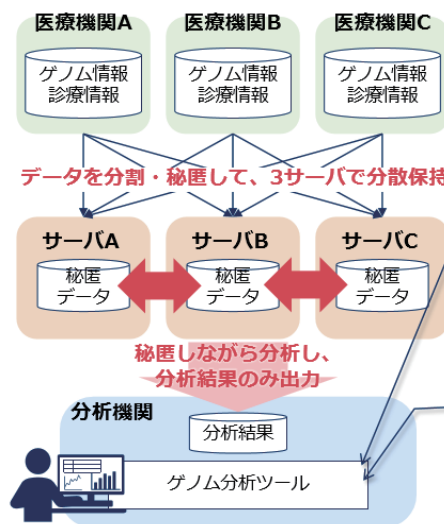 医療機関A 医療機関B 医療機関C
ゲノム情報 ゲノム情報 ゲノム情報
診療情報 診療情報 診療情報
データを分割・秘匿して、3サーバで分散保持
サーバA サーバB サーバC
秘匿 秘匿 秘匿
データ データ データ
秘匿しながら分析し、
分析結果のみ出力
分析機関
分析結果
ゲノム分析ツール